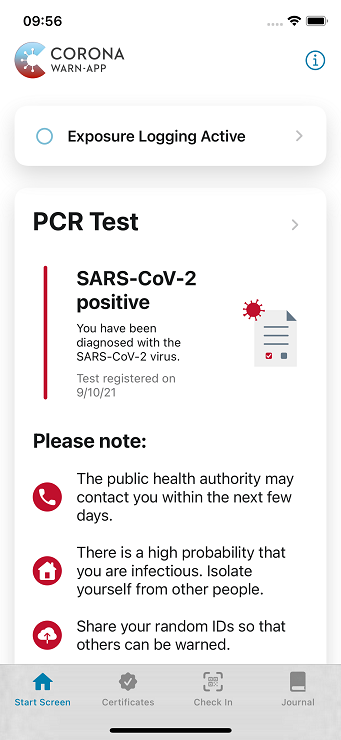 09:56
CORONA
WARN-APP
Exposure Logging Active
PCR Test
SARS-CoV-2
positive
You have been
diagnosed with the
SARS-CoV-2 virus.
Test registered on
9/10/21
Please note:
The public health authority may
contact you within the next few
days.
There is a high probability that
you are infectious. Isolate
yourself from other people.
Share your random IDs so that
others can be warned.
Start Screen
Certificates
Check In
Journal